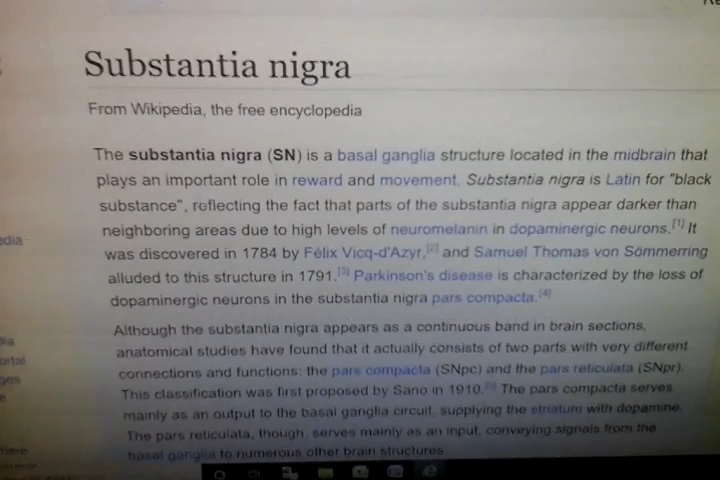 Substantia nigra
From Wikipedia, the free encyclopedia
The substantia nigra (SN) is a basal ganglia structure located in the midbrain that
plays an important role in reward and movement. Substantia nigra is Latin for "black
substance", reflecting the fact that parts of the substantia nigra appear darker than
neighboring areas due to high levels of neuromelanin in dopaminergic neurons.[1] It
was discovered in 1784 by Félix Vicq-d'Azyr,[2] and Samuel Thomas von Sömmerring
alluded to this structure in 1791.[3] Parkinson's disease is characterized by the loss of
dopaminergic neurons in the substantia nigra pars compacta.[4]
Although the substantia nigra appears as a continuous band in brain sections,
anatomical studies have found that it actually consists of two parts with very different
connections and functions: the pars compacta (SNpc) and the pars reticulata (SNpr).
This classification was first proposed by Sano in 1910.[5] The pars compacta serves
mainly as an output to the basal ganglia circuit, supplying the striatum with dopamine.
The pars reticulata, though, serves mainly as an input, conveying signals from the
basal ganglia to numerous other brain structures